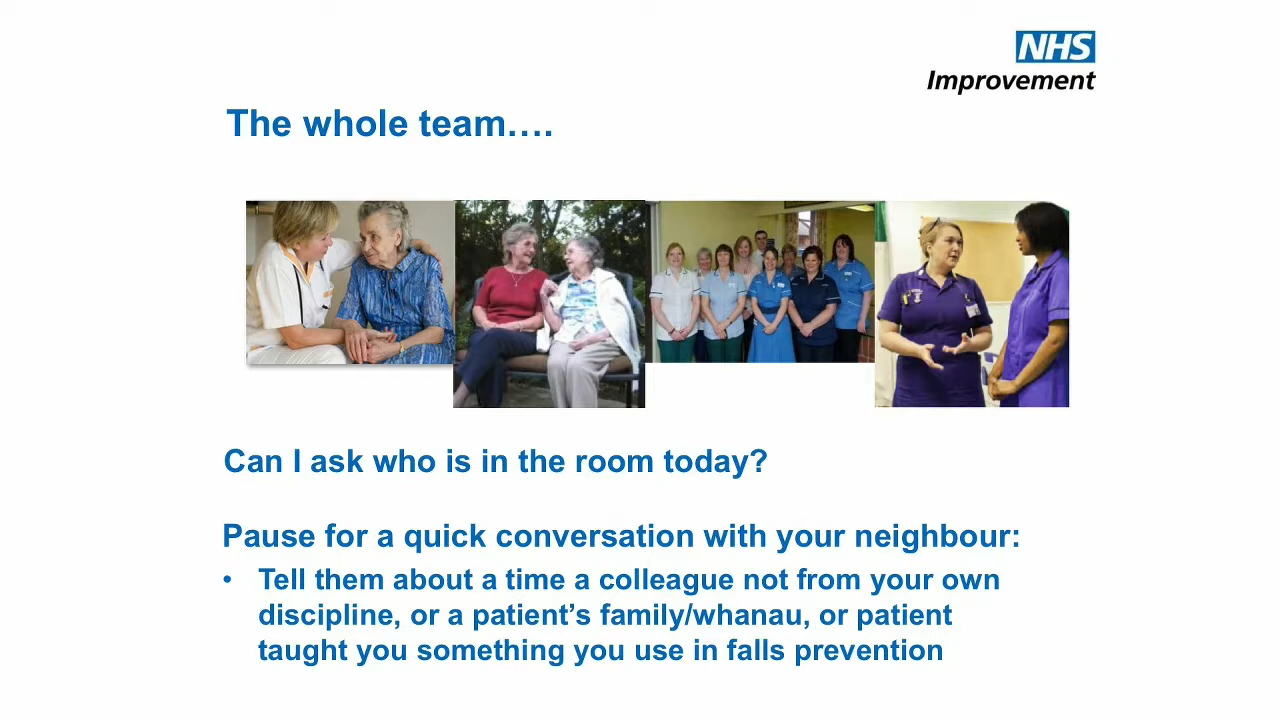 NHS
Improvement
The whole team….
Can I ask who is in the room today?
Pause for a quick conversation with your neighbour:
• Tell them about a time a colleague not from your own
discipline, or a patient’s family/whanau, or patient
taught you something you use in falls prevention